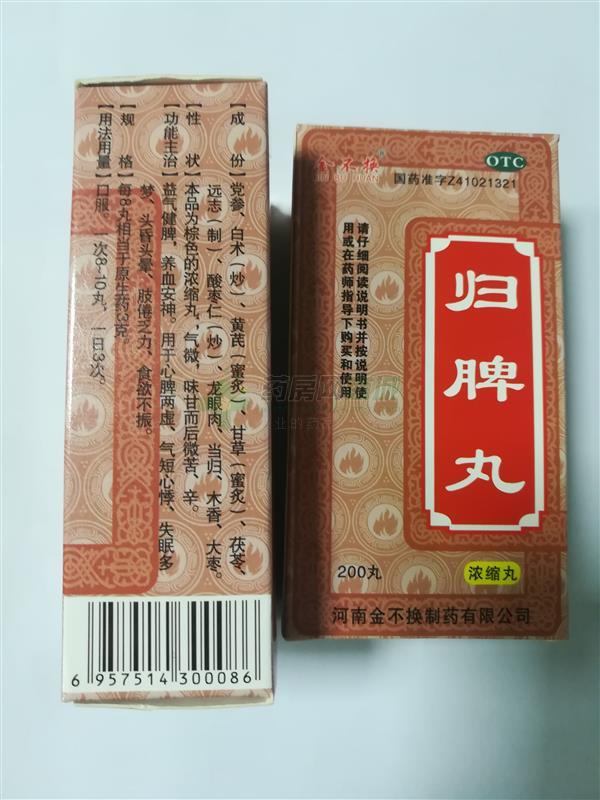 【成　份】党参、白术(炒)、黄芪(蜜炙)、甘草(蜜炙)、茯苓、
远志(制)、酸枣仁(炒)、龙眼肉、当归、木香、大枣。
【性　状】本品为棕色的浓缩丸,气微,味甘而后微苦、辛。
【功能主治】益气健脾,养血安神。用于心脾两虚、气短心悸、失眠多
梦、头昏头晕、肢倦乏力、食欲不振。
【规　格】每8丸相当于原生药3克。
【用法用量】口服。一次8~10丸,一日3次。
6 957514 300086
金不换®
JIN BU HUAN
OTC
国药准字Z41021321
请仔细阅读说明书并按说明使
用或在药师指导下购买和使用
归脾丸
200丸
浓缩丸
河南金不换制药有限公司